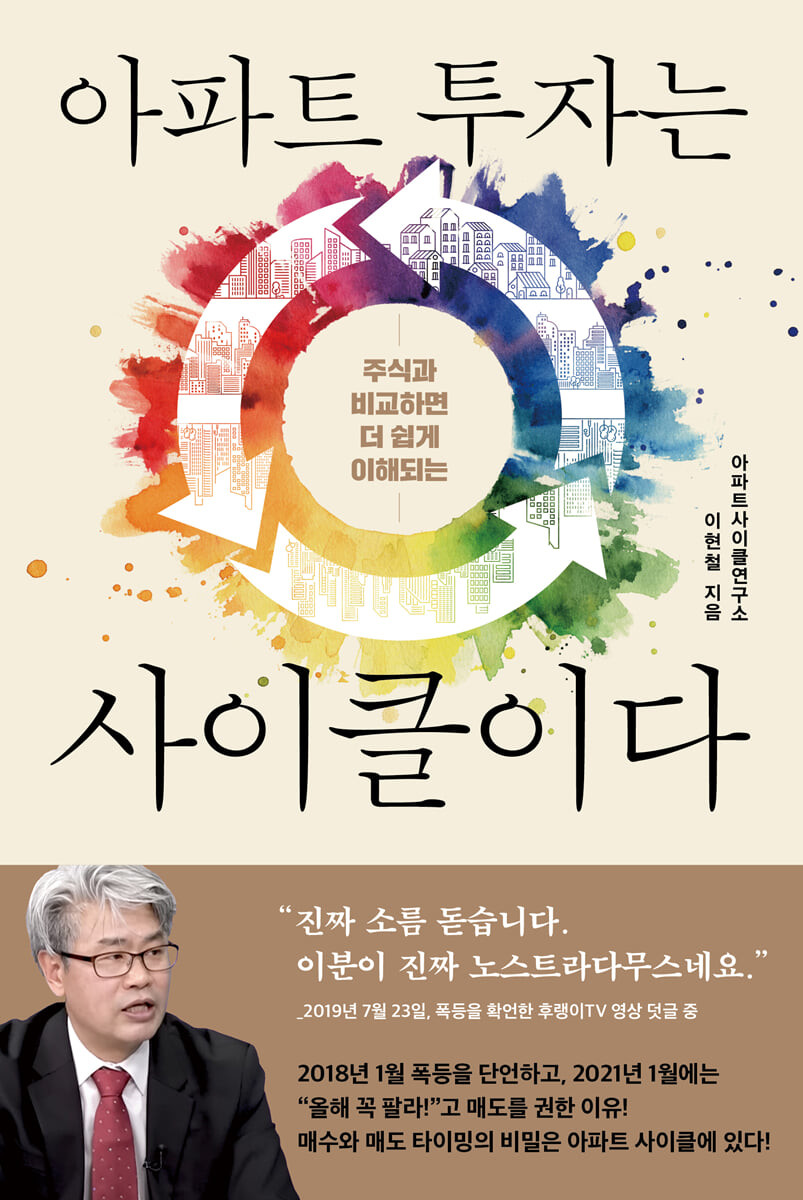 아파트 투자는
주식과
비교하면
더 쉽게
이해되는
아파트사이클연구소
이현철 지음
사이클이다
“진짜 소름 돋습니다.
이분이 진짜 노스트라다무스네요.”
_2019년 7월 23일, 폭등을 확언한 후랭이TV 영상 덧글 중
2018년 1월 폭등을 단언하고, 2021년 1월에는
“올해 꼭 팔라!”고 매도를 권한 이유!
매수와 매도 타이밍의 비밀은 아파트 사이클에 있다!